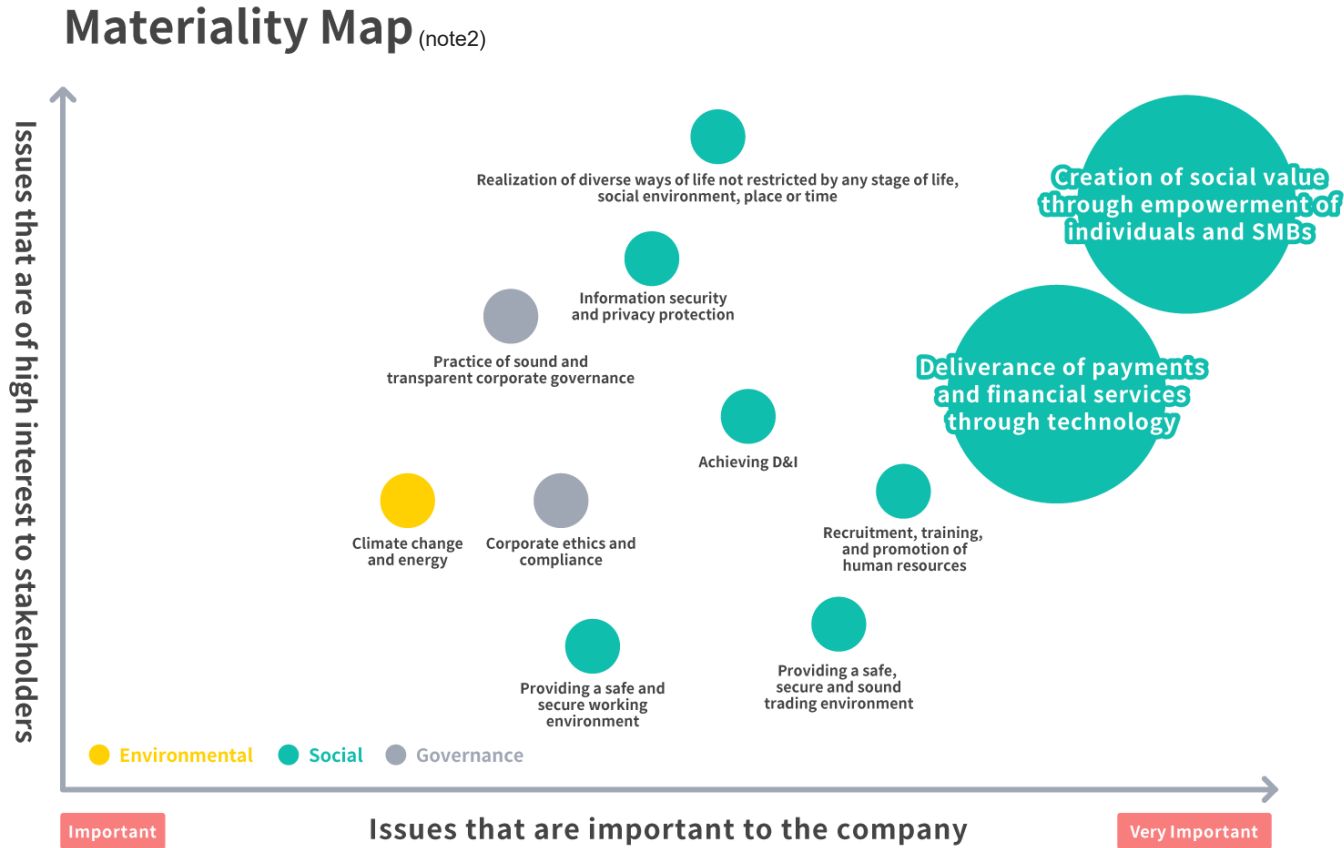 Materiality Map (note2)
Issues that are of high interest to stakeholders
Realization of diverse ways of life not restricted by any stage of life,
social environment, place or time
Creation of social value
through empowerment of
individuals and SMBs
Information security
and privacy protection
Practice of sound and
transparent corporate governance
Deliverance of payments
and financial services
through technology
Achieving D&I
Climate change
and energy
Corporate ethics and
compliance
Recruitment, training,
and promotion of
human resources
Providing a safe and
secure working
environment
Providing a safe,
secure and sound
trading environment
Environmental
Social
Governance
Important
Issues that are important to the company
Very Important